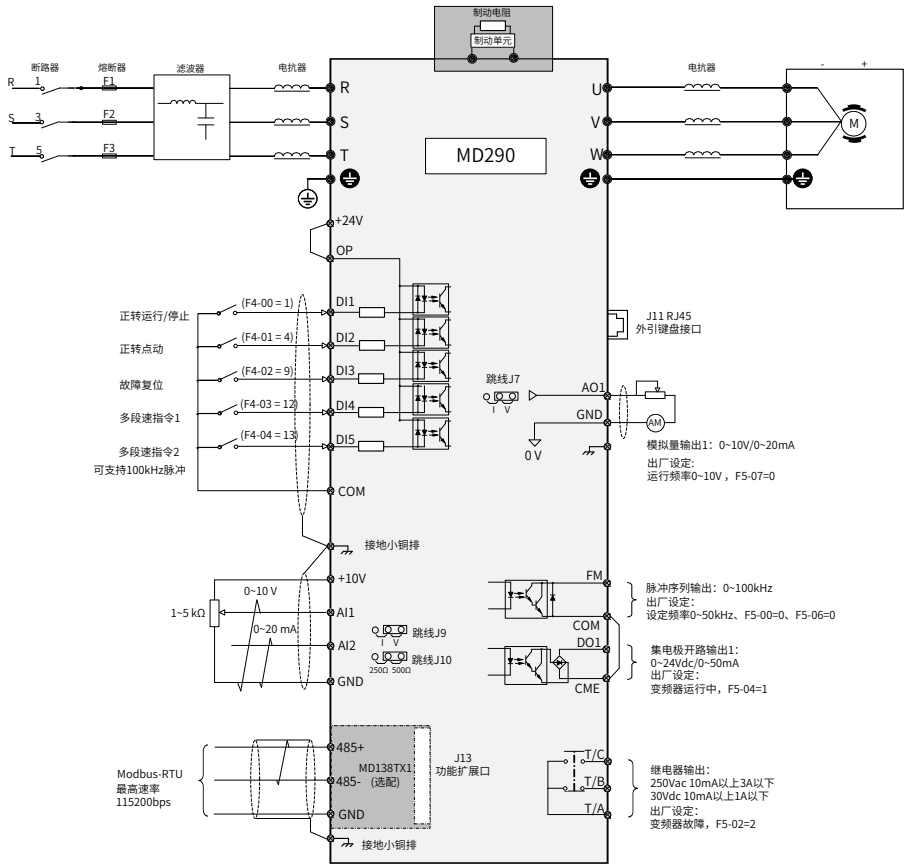 制动电阻
制动单元
断路器
熔断器
滤波器
电抗器
电抗器
- +
R 1 F1 R U
S 3 F2 S V M
T 5 F3 T W
MD290
+24V
OP
DI1
正转运行/停止 (F4-00 = 1)
DI2
正转点动 (F4-01 = 4)
DI3
故障复位 (F4-02 = 9)
DI4
多段速指令1 (F4-03 = 12)
DI5
多段速指令2 (F4-04 = 13)
可支持100kHz脉冲
COM
J11 RJ45
外引键盘接口
跳线J7
I V
AO1
GND
AM
0 V
模拟量输出1：0~10V/0~20mA
出厂设定:
运行频率0~10V ，F5-07=0
接地小铜排
+10V
0~10 V
1~5 kΩ
AI1
0~20 mA
AI2
GND
跳线J9
I V
跳线J10
250Ω 500Ω
FM
COM
脉冲序列输出：0~100kHz
出厂设定：
设定频率0~50kHz、F5-00=0、F5-06=0
DO1
CME
集电极开路输出1：
0~24Vdc/0~50mA
出厂设定：
变频器运行中，F5-04=1
485+
485-
GND
MD138TX1
(选配)
J13
功能扩展口
Modbus-RTU
最高速率
115200bps
接地小铜排
T/C
T/B
T/A
继电器输出：
250Vac 10mA以上3A以下
30Vdc 10mA以上1A以下
出厂设定：
变频器故障，F5-02=2